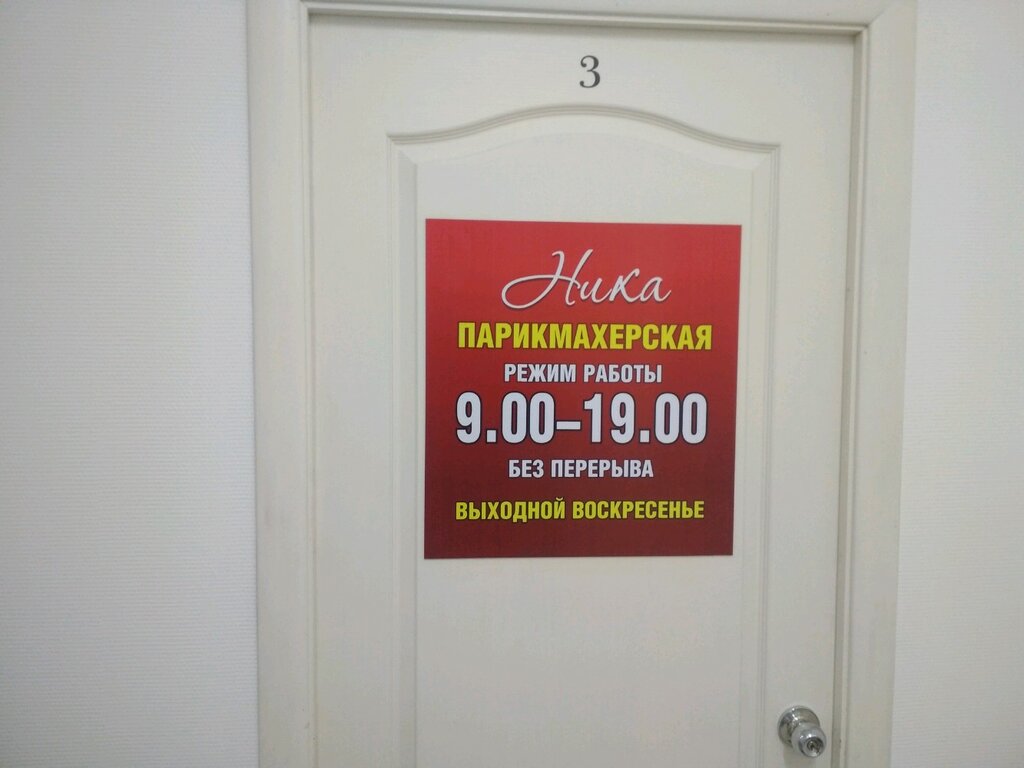 3
Ника
ПАРИКМАХЕРСКАЯ
РЕЖИМ РАБОТЫ
9.00–19.00
БЕЗ ПЕРЕРЫВА
ВЫХОДНОЙ ВОСКРЕСЕНЬЕ